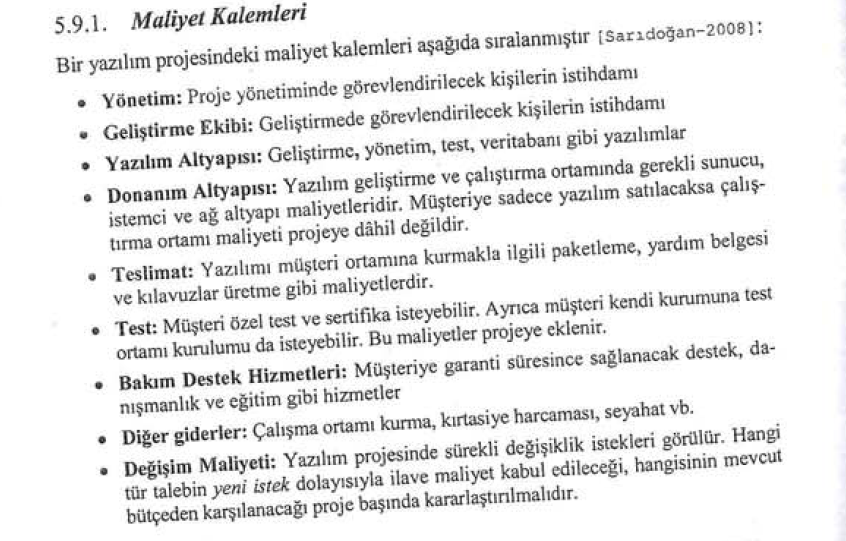 5.9.1. Maliyet Kalemleri
Bir yazılım projesindeki maliyet kalemleri aşağıda sıralanmıştır [Sarıdoğan-2008]:
• Yönetim: Proje yönetiminde görevlendirilecek kişilerin istihdamı
• Geliştirme Ekibi: Geliştirmede görevlendirilecek kişilerin istihdamı
• Yazılım Altyapısı: Geliştirme, yönetim, test, veritabanı gibi yazılımlar
• Donanım Altyapısı: Yazılım geliştirme ve çalıştırma ortamında gerekli sunucu,
istemci ve ağ altyapı maliyetleridir. Müşteriye sadece yazılım satılacaksa çalış-
tırma ortamı maliyeti projeye dâhil değildir.
• Teslimat: Yazılımı müşteri ortamına kurmakla ilgili paketleme, yardım belgesi
ve kılavuzlar üretme gibi maliyetlerdir.
• Test: Müşteri özel test ve sertifika isteyebilir. Ayrıca müşteri kendi kurumuna test
ortamı kurulumu da isteyebilir. Bu maliyetler projeye eklenir.
• Bakım Destek Hizmetleri: Müşteriye garanti süresince sağlanacak destek, da-
nışmanlık ve eğitim gibi hizmetler
• Diğer giderler: Çalışma ortamı kurma, kırtasiye harcaması, seyahat vb.
• Değişim Maliyeti: Yazılım projesinde sürekli değişiklik istekleri görülür. Hangi
tür talebin yeni istek dolayısıyla ilave maliyet kabul edileceği, hangisinin mevcut
bütçeden karşılanacağı proje başında kararlaştırılmalıdır.